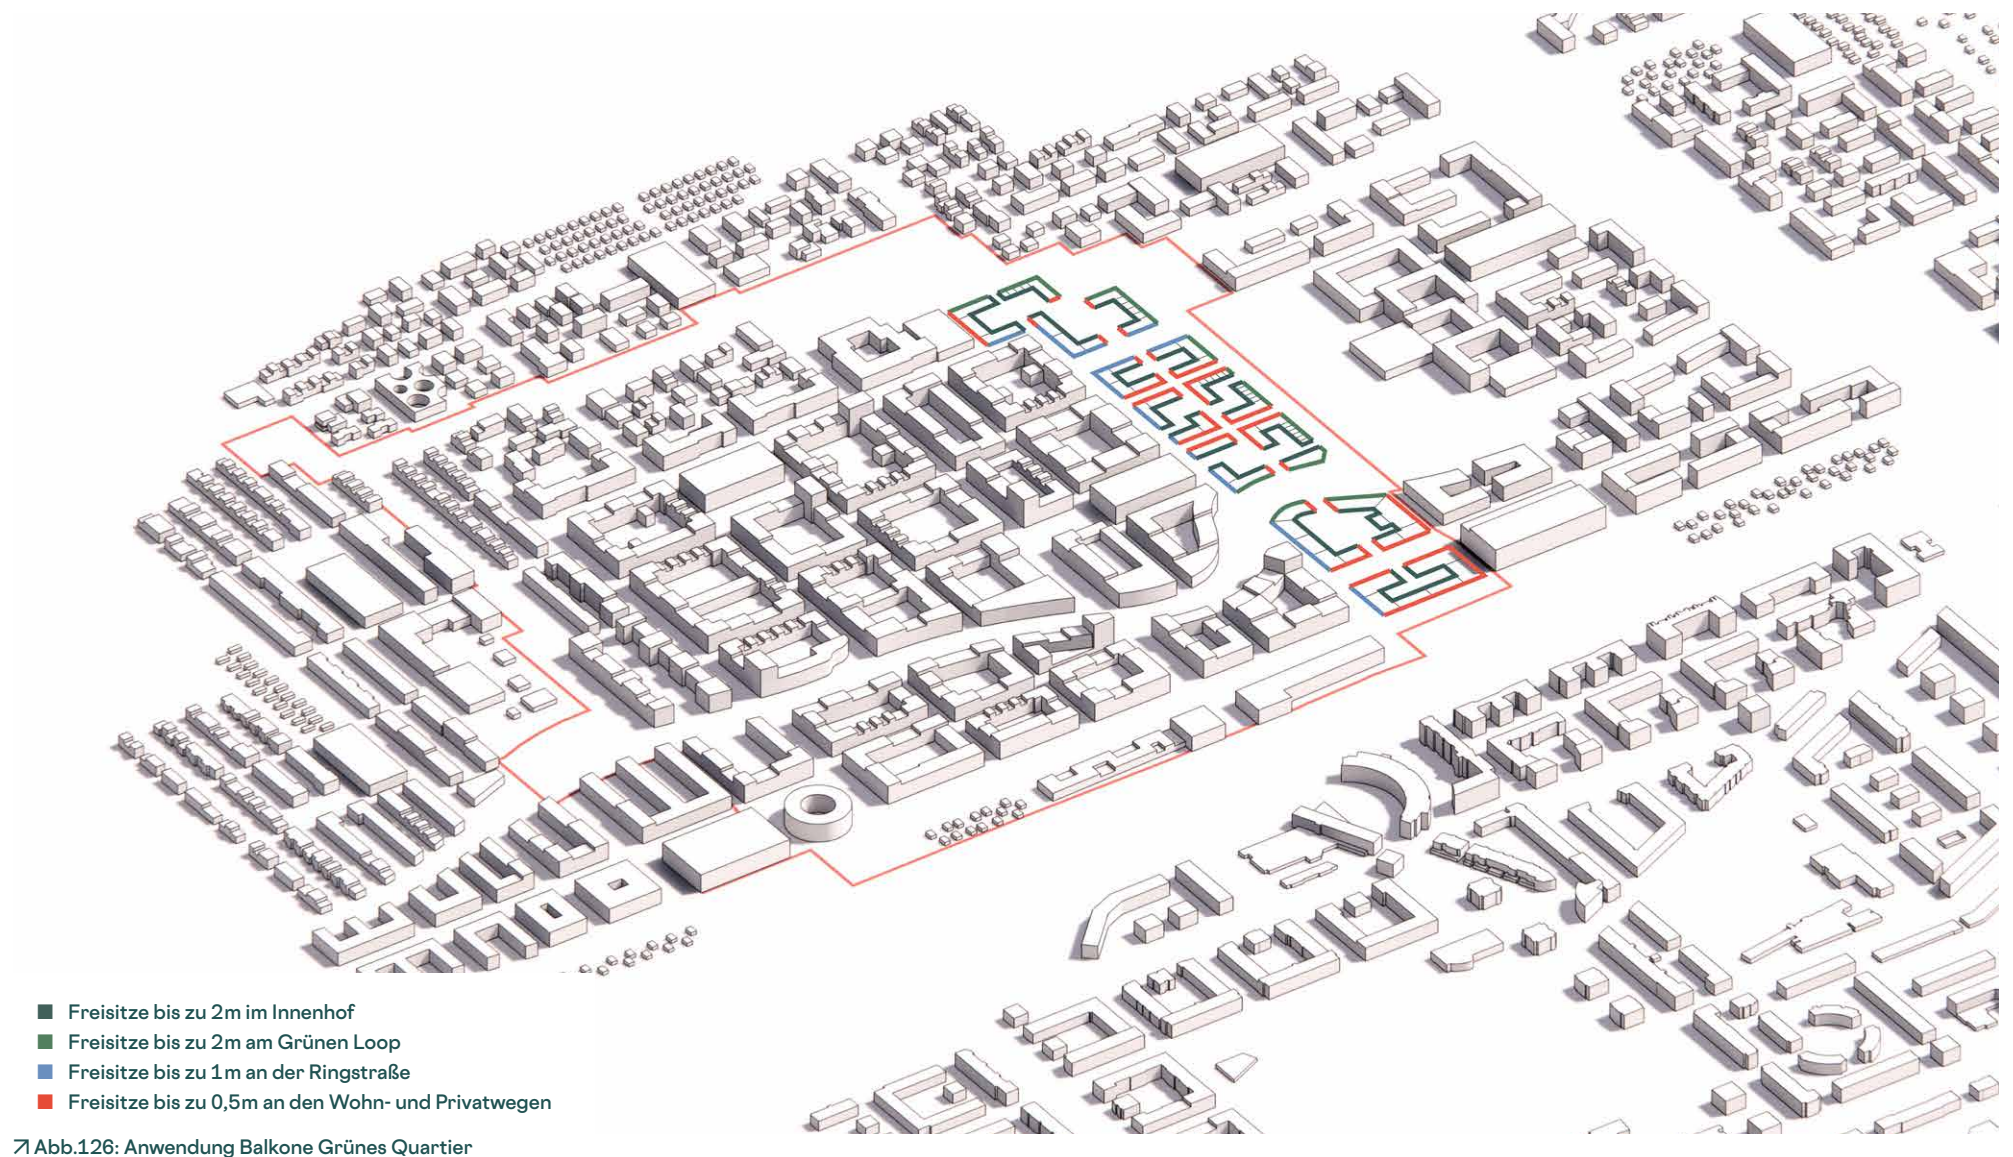 Freisitze bis zu 2m im Innenhof
Freisitze bis zu 2m am Grünen Loop
Freisitze bis zu 1m an der Ringstraße
Freisitze bis zu 0,5m an den Wohn- und Privatwegen
↗ Abb.126: Anwendung Balkone Grünes Quartier